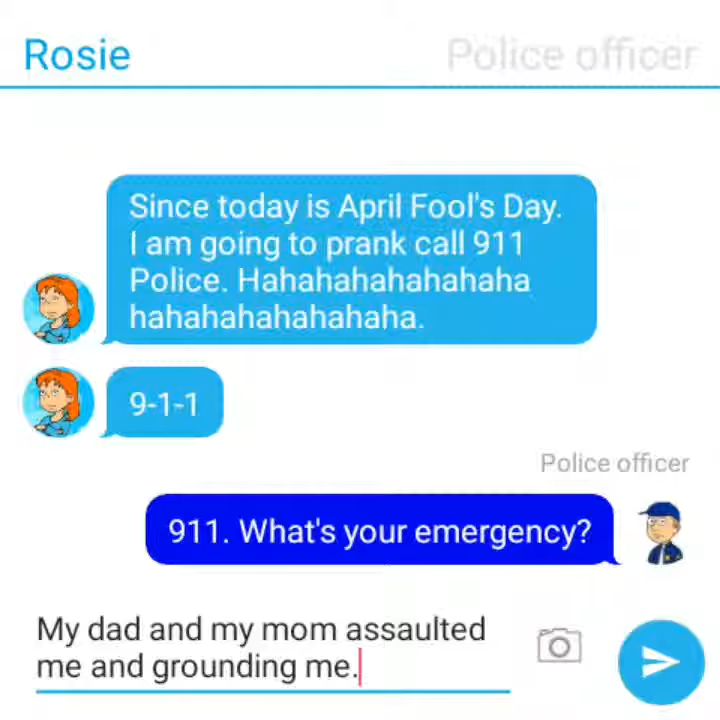 Rosie
Police officer
Since today is April Fool's Day.
I am going to prank call 911
Police. Hahahahahahahaha
hahahahahahahaha.
9-1-1
Police officer
911. What's your emergency?
My dad and my mom assaulted
me and grounding me.